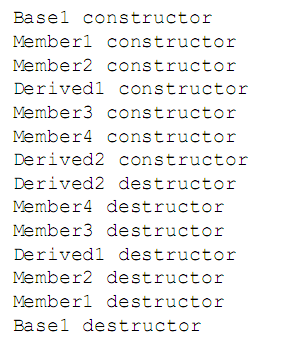 Base1 constructor
Member1 constructor
Member2 constructor
Derived1 constructor
Member3 constructor
Member4 constructor
Derived2 constructor
Derived2 destructor
Member4 destructor
Member3 destructor
Derived1 destructor
Member2 destructor
Member1 destructor
Base1 destructor